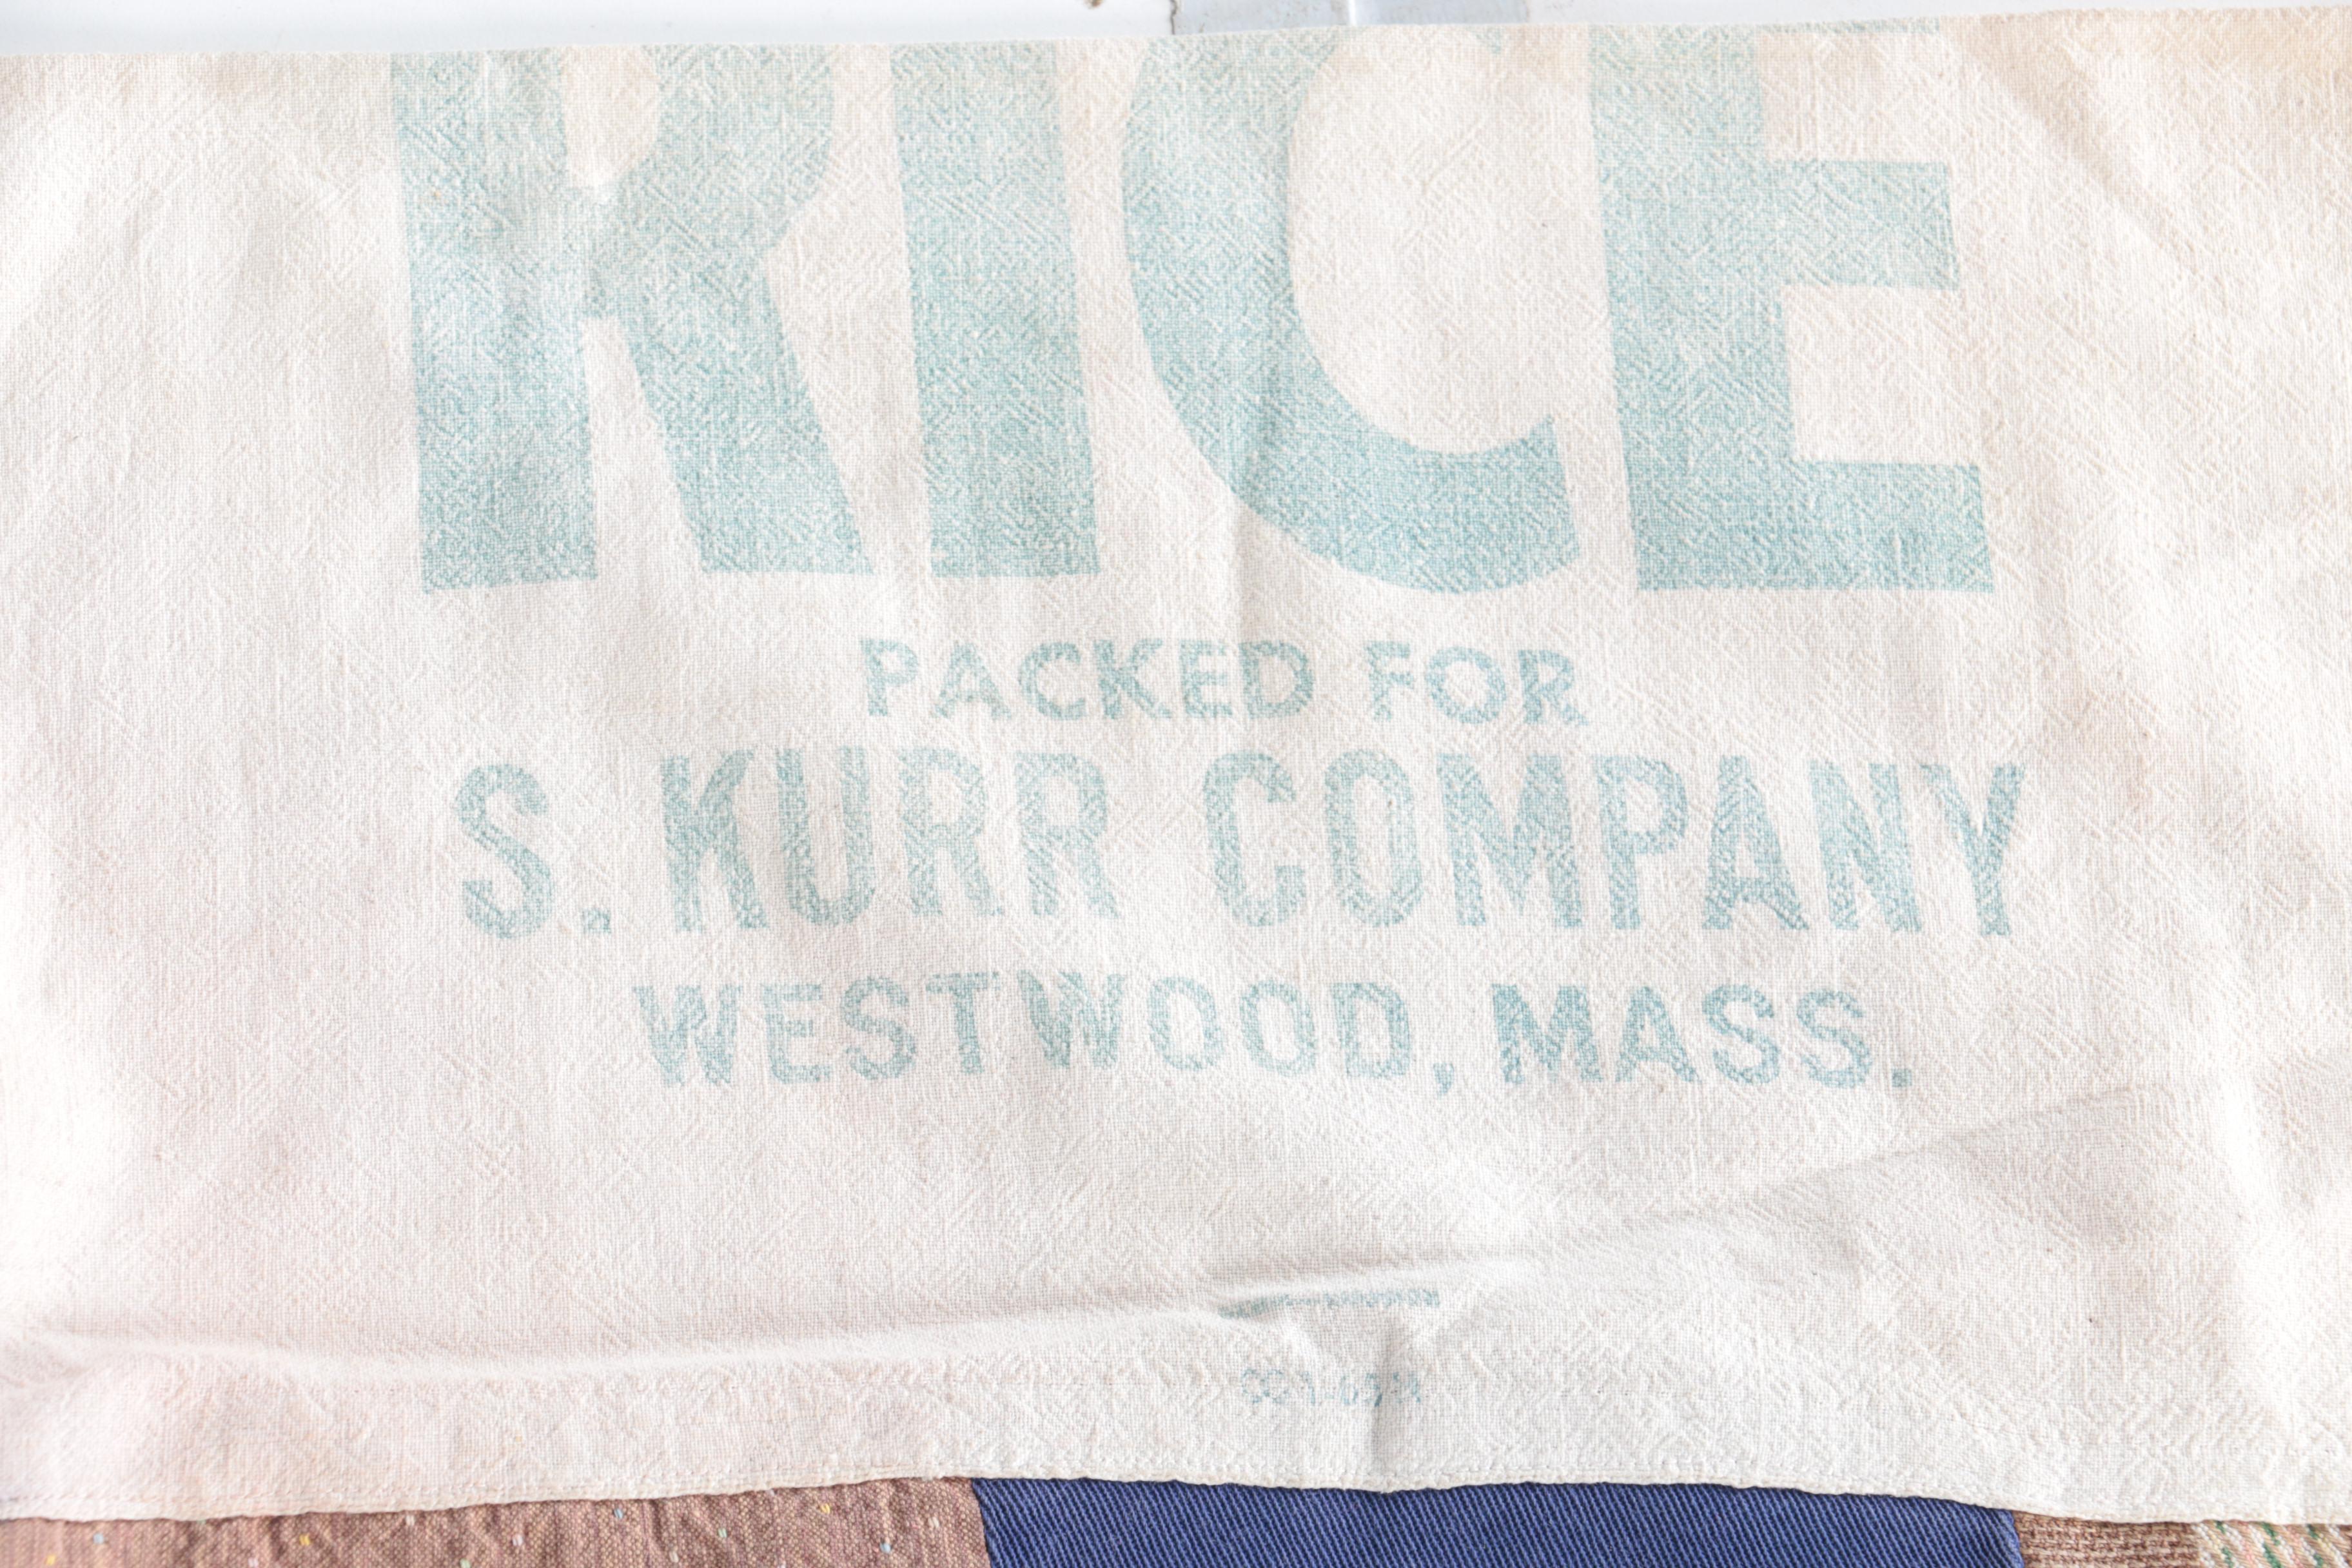 RICE
PACKED FOR
S. KURR COMPANY
WESTWOOD, MASS.